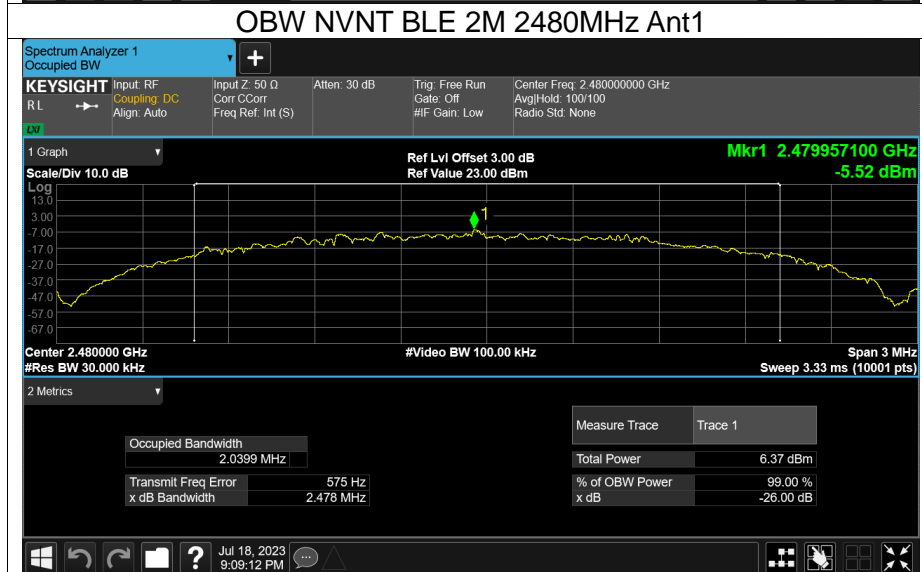 OBW NVNT BLE 2M 2480MHz Ant1
Spectrum Analyzer 1
Occupied BW
+
KEYSIGHT Input: RF Input Z: 50 Ω Atten: 30 dB Trig: Free Run Center Freq: 2.480000000 GHz
RL Coupling: DC Corr CCorr Gate: Off Avg|Hold: 100/100
Align: Auto Freq Ref: Int (S) #IF Gain: Low Radio Std: None
LXI
1 Graph Ref Lvl Offset 3.00 dB Mkr1 2.479957100 GHz
Scale/Div 10.0 dB Ref Value 23.00 dBm -5.52 dBm
Log
13.0
3.00
1
-7.00
-17.0
-27.0
-37.0
-47.0
-57.0
-67.0
Center 2.480000 GHz #Video BW 100.00 kHz Span 3 MHz
#Res BW 30.000 kHz Sweep 3.33 ms (10001 pts)
2 Metrics
Measure Trace Trace 1
Occupied Bandwidth
2.0399 MHz Total Power 6.37 dBm
Transmit Freq Error 575 Hz % of OBW Power 99.00 %
x dB Bandwidth 2.478 MHz x dB -26.00 dB
? Jul 18, 2023
9:09:12 PM